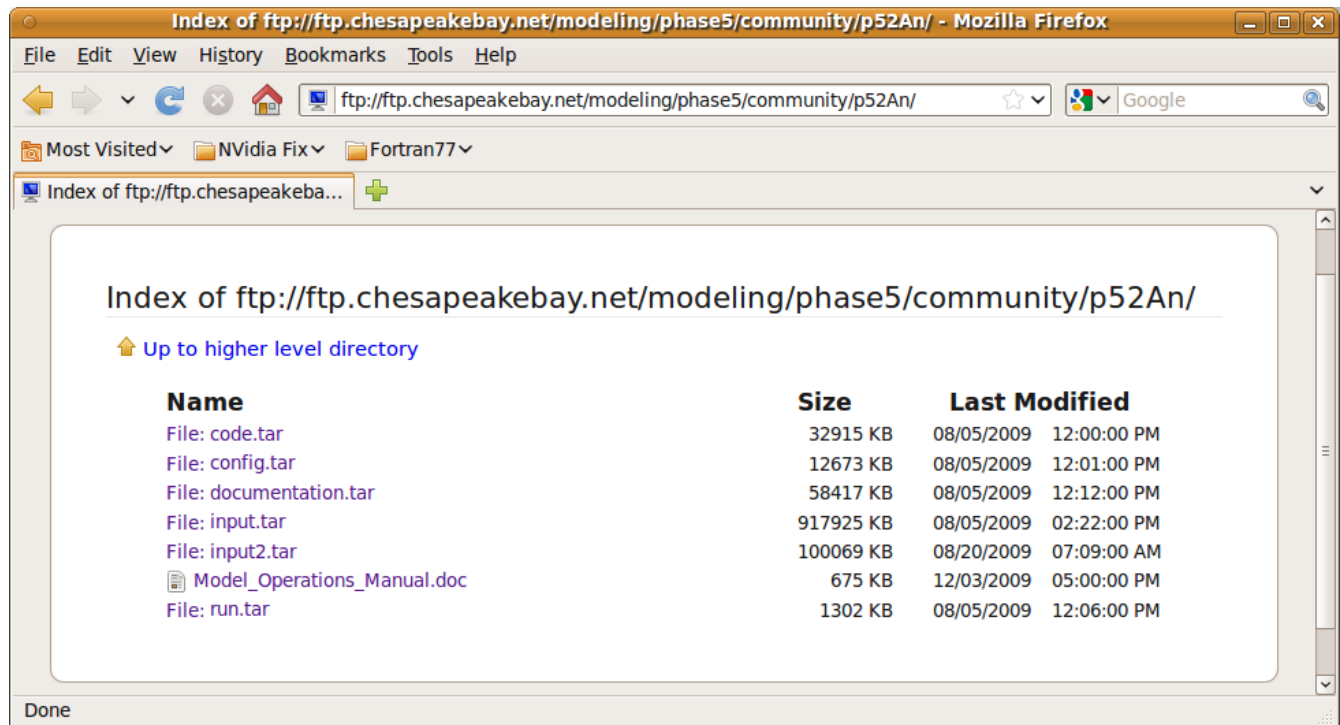 Index of ftp://ftp.chesapeakebay.net/modeling/phase5/community/p52An/ - Mozilla Firefox
File Edit View History Bookmarks Tools Help
ftp://ftp.chesapeakebay.net/modeling/phase5/community/p52An/ Google
Most Visited NVidia Fix Fortran77
Index of ftp://ftp.chesapeakeba...
Index of ftp://ftp.chesapeakebay.net/modeling/phase5/community/p52An/
Up to higher level directory
Name Size Last Modified
File: code.tar 32915 KB 08/05/2009 12:00:00 PM
File: config.tar 12673 KB 08/05/2009 12:01:00 PM
File: documentation.tar 58417 KB 08/05/2009 12:12:00 PM
File: input.tar 917925 KB 08/05/2009 02:22:00 PM
File: input2.tar 100069 KB 08/20/2009 07:09:00 AM
Model_Operations_Manual.doc 675 KB 12/03/2009 05:00:00 PM
File: run.tar 1302 KB 08/05/2009 12:06:00 PM
Done